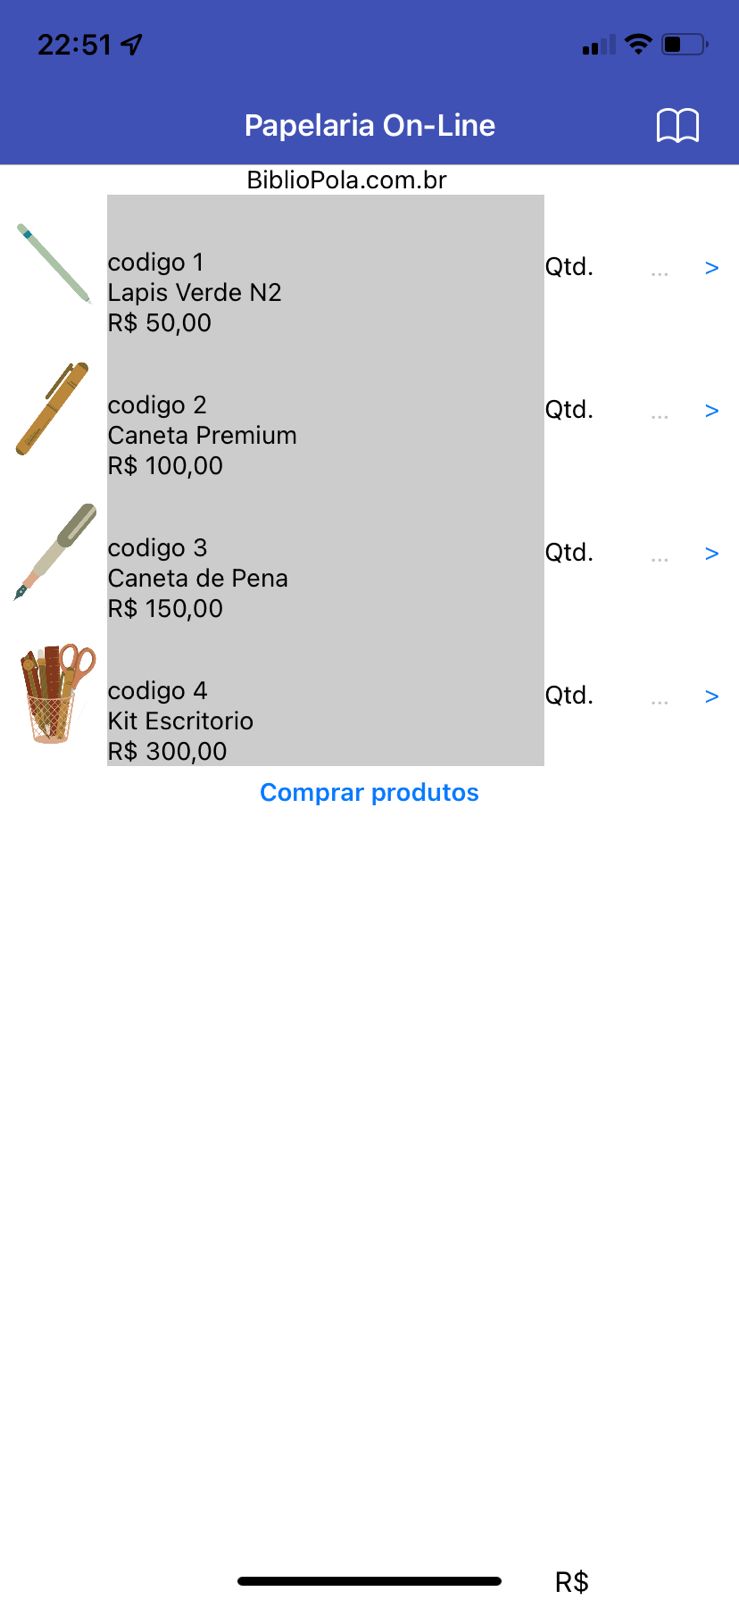 22:51
Papelaria On-Line
BiblioPola.com.br
codigo 1
Lapis Verde N2
R$ 50,00
Qtd. ... >
codigo 2
Caneta Premium
R$ 100,00
Qtd. ... >
codigo 3
Caneta de Pena
R$ 150,00
Qtd. ... >
codigo 4
Kit Escritorio
R$ 300,00
Qtd. ... >
Comprar produtos
R$